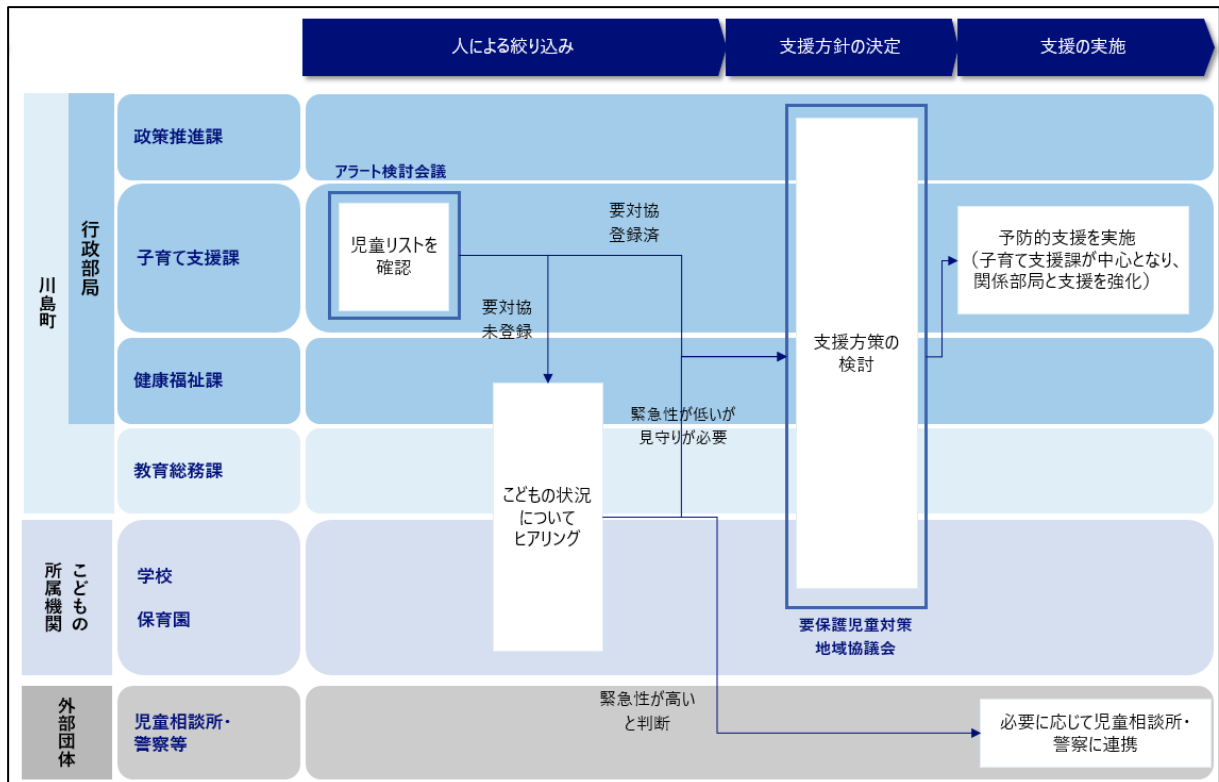 人による絞り込み
支援方針の決定
支援の実施
川島町
行政部局
政策推進課
子育て支援課
健康福祉課
教育総務課
こどもの
所属機関
学校
保育園
外部団体
児童相談所・
警察等
アラート検討会議
児童リストを
確認
要対協
登録済
要対協
未登録
こどもの状況
について
ヒアリング
緊急性が低いが
見守りが必要
緊急性が高い
と判断
支援方策の
検討
要保護児童対策
地域協議会
予防的支援を実施
（子育て支援課が中心となり、
関係部局と支援を強化）
必要に応じて児童相談所・
警察に連携